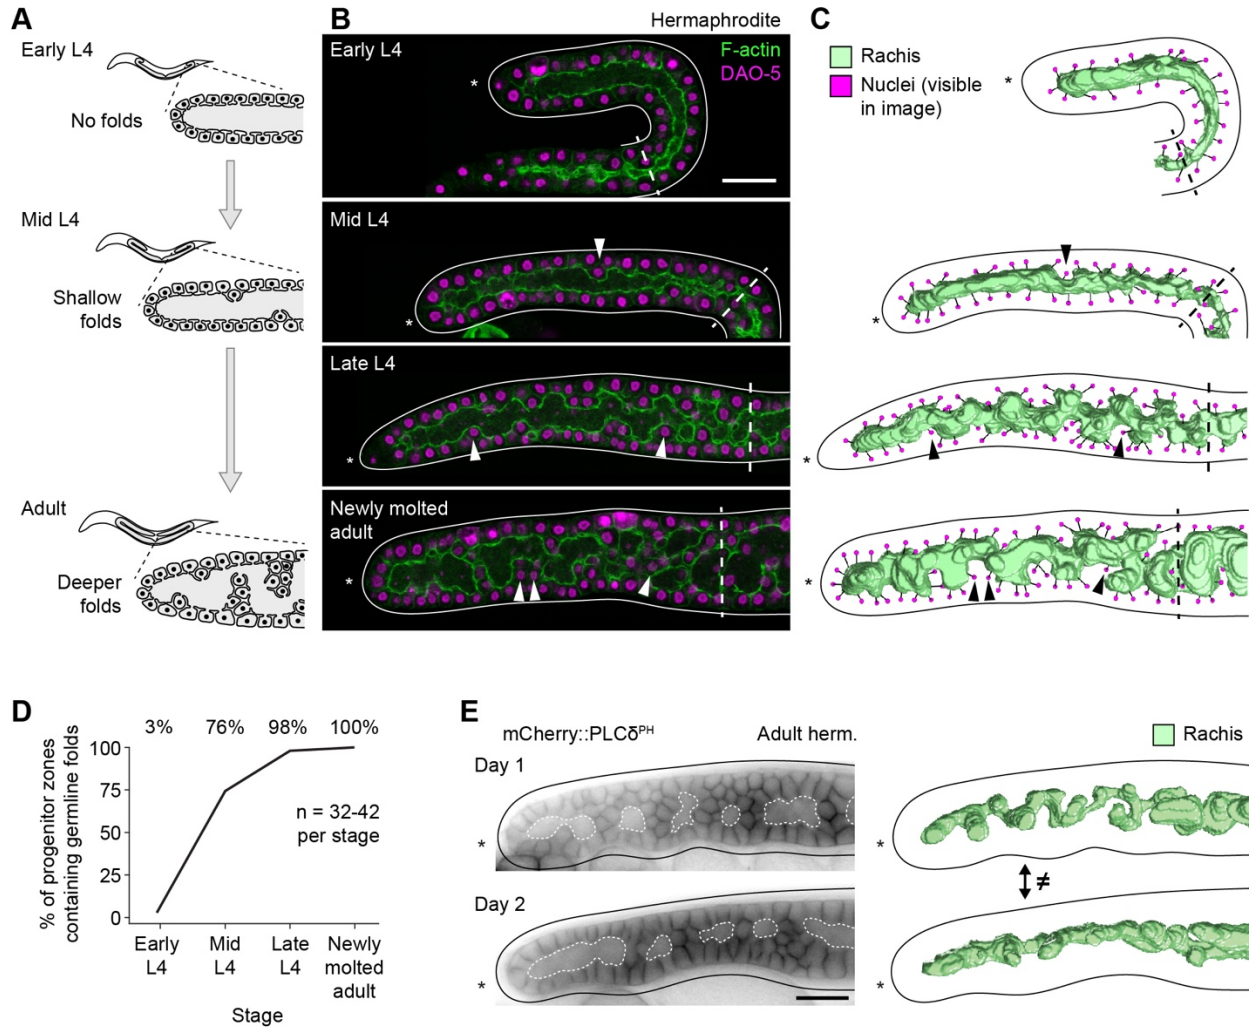 A
Early L4
No folds
Mid L4
Shallow
folds
Adult
Deeper
folds
B
Hermaphrodite
Early L4
F-actin
DAO-5
*
Mid L4
*
Late L4
*
Newly molted
adult
*
C
Rachis
Nuclei (visible
in image)
*
*
*
*
D
3% 76% 98% 100%
% of progenitor zones
containing germline folds
100
75
50
25
0
n = 32-42
per stage
Early
L4
Mid
L4
Late
L4
Newly
molted
adult
Stage
E
mCherry::PLCδᴾᴴ
Adult herm.
Rachis
Day 1
*
*
≠
Day 2
*
*